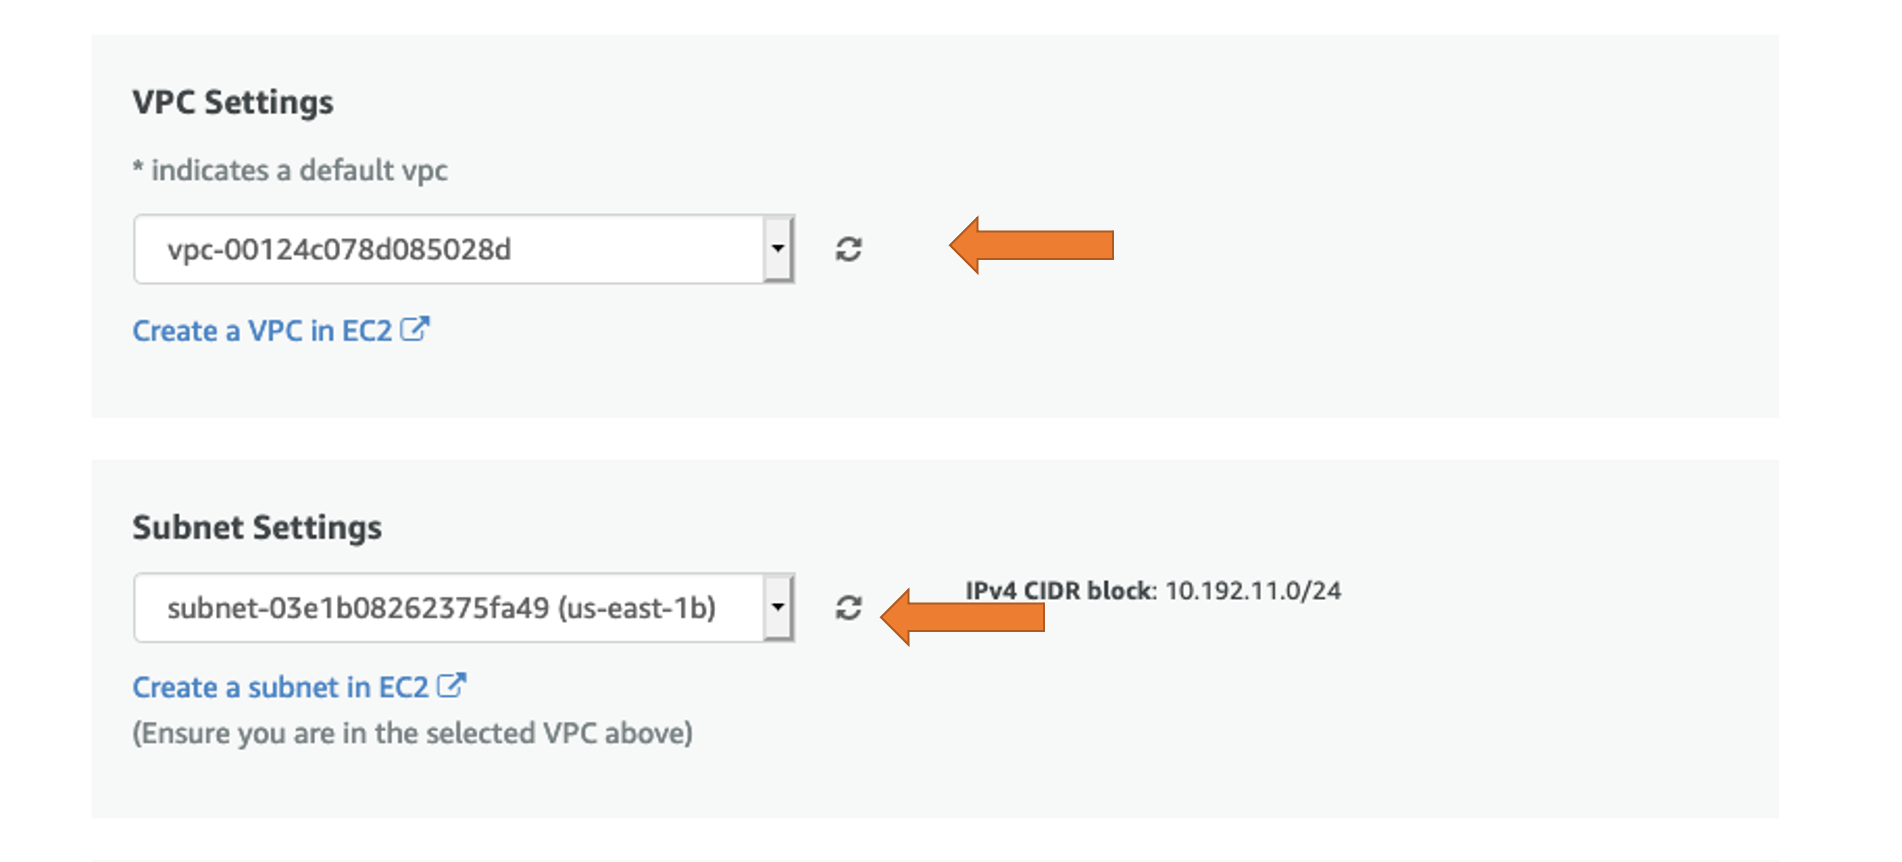 VPC Settings
* indicates a default vpc
vpc-00124c078d085028d
Create a VPC in EC2
Subnet Settings
subnet-03e1b08262375fa49 (us-east-1b)
IPv4 CIDR block: 10.192.11.0/24
Create a subnet in EC2
(Ensure you are in the selected VPC above)